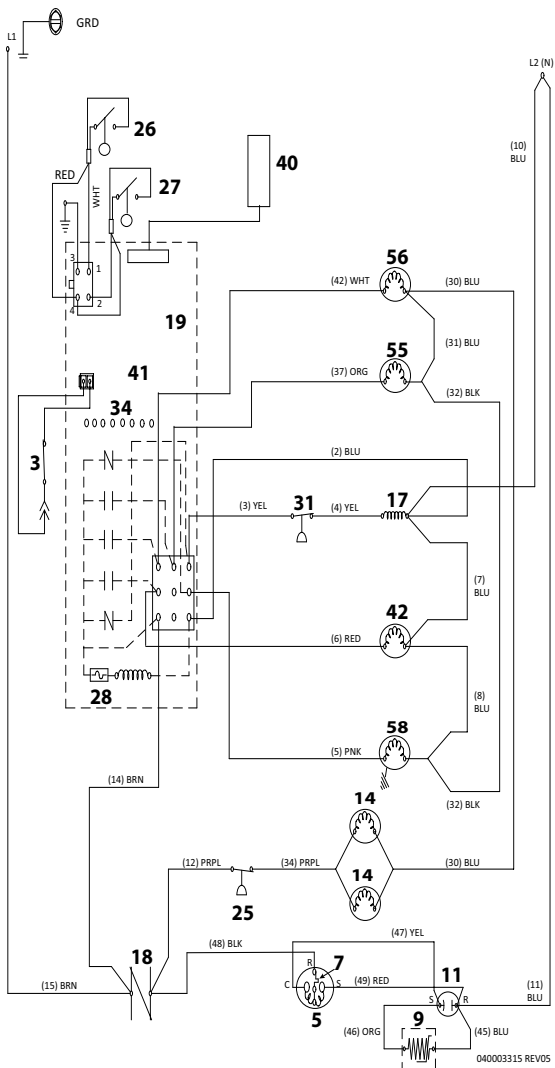 GRD
L1
L2 (N)
26
(10)
BLU
RED
WHT
27
40
3
1
4
2
19
56
(42) WHT
(30) BLU
(31) BLU
55
(37) ORG
(32) BLK
41
34
3
(2) BLU
(3) YEL
31
(4) YEL
17
(7)
BLU
42
(6) RED
28
(8)
BLU
58
(5) PNK
(14) BRN
(32) BLK
14
(12) PRPL
(34) PRPL
(30) BLU
14
25
(47) YEL
18
(48) BLK
R
7
C
S
(49) RED
11
(15) BRN
5
S
R
(11)
BLU
9
(46) ORG
(45) BLU
040003315 REV05